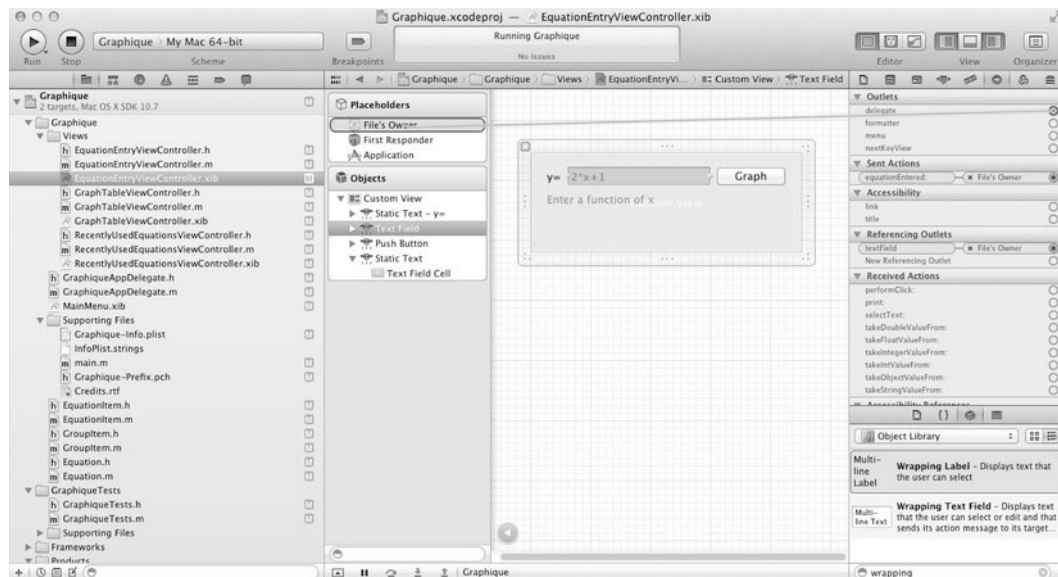 Graphique.xcodeproj — EquationEntryViewController.xib
Run Stop
Graphique › My Mac 64-bit
Scheme
Breakpoints
Running Graphique
No Issues
Editor View Organizer
Graphique › Graphique › Views › EquationEntryVi... › Custom View › Text Field
Graphique
2 targets, Mac OS X SDK 10.7
Graphique
Views
h EquationEntryViewController.h
m EquationEntryViewController.m
EquationEntryViewController.xib
h GraphTableViewController.h
m GraphTableViewController.m
GraphTableViewController.xib
h RecentlyUsedEquationsViewController.h
m RecentlyUsedEquationsViewController.m
RecentlyUsedEquationsViewController.xib
h GraphiqueAppDelegate.h
m GraphiqueAppDelegate.m
MainMenu.xib
Supporting Files
Graphique-Info.plist
InfoPlist.strings
m main.m
h Graphique-Prefix.pch
Credits.rtf
h EquationItem.h
m EquationItem.m
h GroupItem.h
m GroupItem.m
h Equation.h
m Equation.m
GraphiqueTests
h GraphiqueTests.h
m GraphiqueTests.m
Supporting Files
Frameworks
Products
Placeholders
File's Owner
First Responder
Application
Objects
Custom View
Static Text - y=
Text Field
Push Button
Static Text
Text Field Cell
y= 2*x+1 Graph
Enter a function of x
Graphique
Outlets
delegate
formatter
menu
nextKeyView
Sent Actions
equationEntered: File's Owner
Accessibility
link
title
Referencing Outlets
textField File's Owner
New Referencing Outlet
Received Actions
performClick:
print:
selectText:
takeDoubleValueFrom:
takeFloatValueFrom:
takeIntegerValueFrom:
takeIntValueFrom:
takeObjectValueFrom:
takeStringValueFrom:
Accessibility References
Object Library
Multi-
line
Label
Wrapping Label - Displays text that
the user can select
Multi-
line Text
Wrapping Text Field - Displays text
that the user can select or edit and that
sends its action message to its target...
wrapping